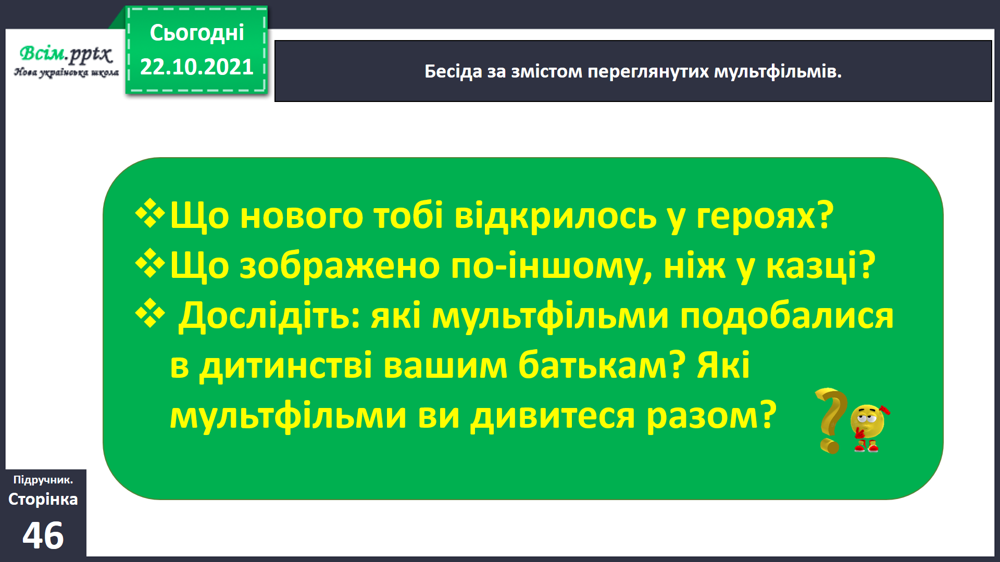 Сьогодні
22.10.2021
Всім.pptx
Нова українська школа
Бесіда за змістом переглянутих мультфільмів.
❖Що нового тобі відкрилось у героях?
❖Що зображено по-іншому, ніж у казці?
❖ Дослідіть: які мультфільми подобалися
в дитинстві вашим батькам? Які
мультфільми ви дивитеся разом?
Підручник.
Сторінка
46